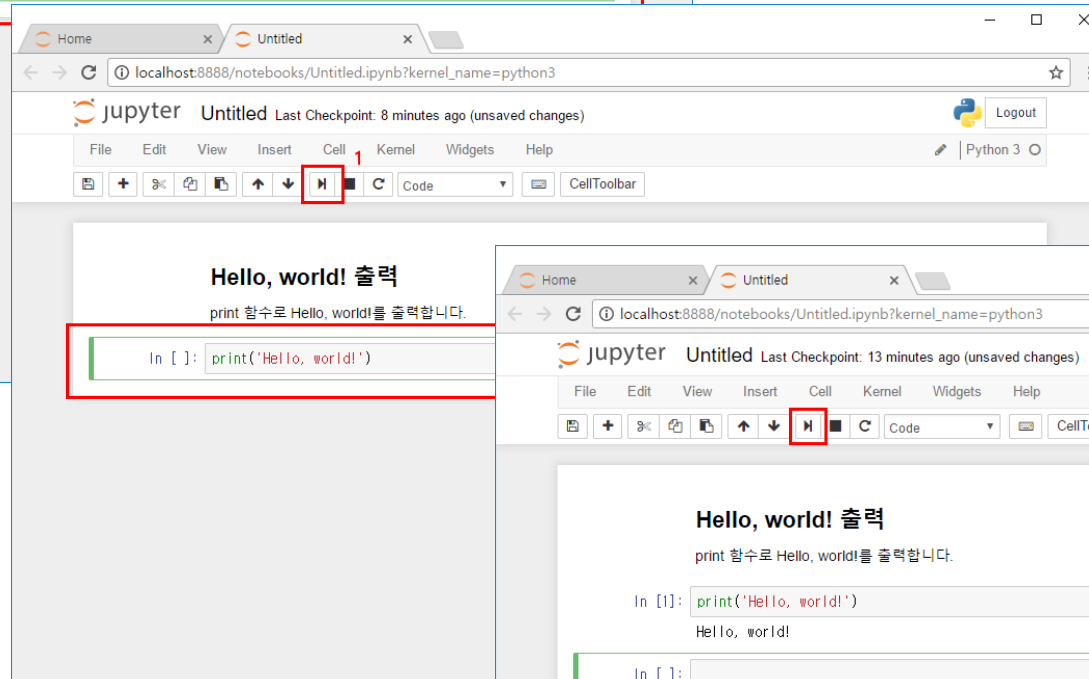 Home Untitled
localhost:8888/notebooks/Untitled.ipynb?kernel_name=python3
jupyter Untitled Last Checkpoint: 8 minutes ago (unsaved changes) Logout
File Edit View Insert Cell Kernel Widgets Help Python 3
1
Code CellToolbar
Hello, world! 출력
print 함수로 Hello, world!를 출력합니다.
In [ ]: print('Hello, world!')
Home Untitled
localhost:8888/notebooks/Untitled.ipynb?kernel_name=python3
jupyter Untitled Last Checkpoint: 13 minutes ago (unsaved changes)
File Edit View Insert Cell Kernel Widgets Help
Code CellT
Hello, world! 출력
print 함수로 Hello, world!를 출력합니다.
In [1]: print('Hello, world!')
Hello, world!
In [ ]: